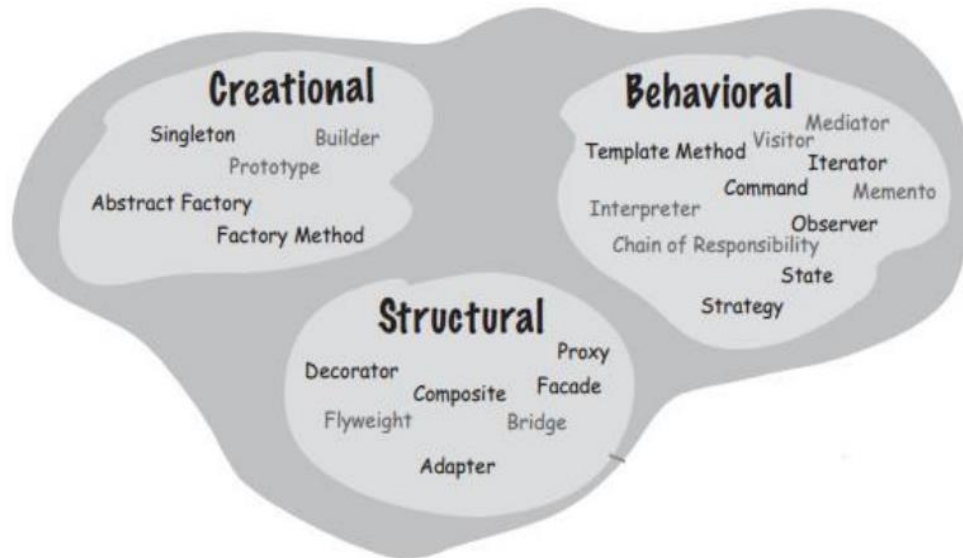 Creational
Singleton
Builder
Prototype
Abstract Factory
Factory Method
Behavioral
Mediator
Visitor
Template Method
Iterator
Command
Memento
Interpreter
Observer
Chain of Responsibility
State
Strategy
Structural
Proxy
Decorator
Facade
Composite
Flyweight
Bridge
Adapter